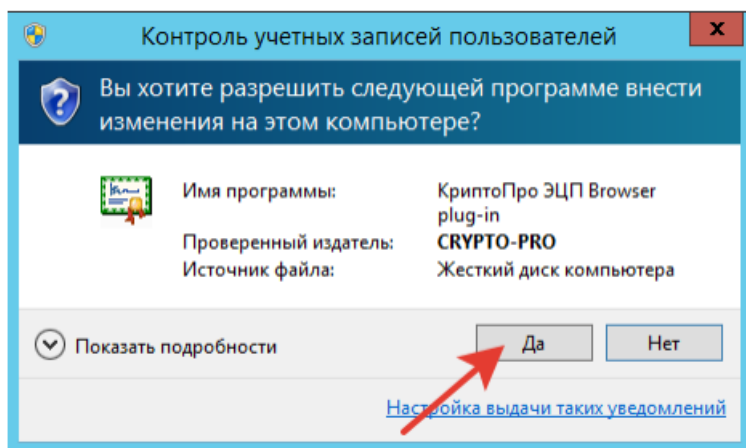 Контроль учетных записей пользователей
x
Вы хотите разрешить следующей программе внести
изменения на этом компьютере?
Имя программы: КриптоПро ЭЦП Browser
plug-in
Проверенный издатель: CRYPTO-PRO
Источник файла: Жесткий диск компьютера
Показать подробности Да Нет
Настройка выдачи таких уведомлений